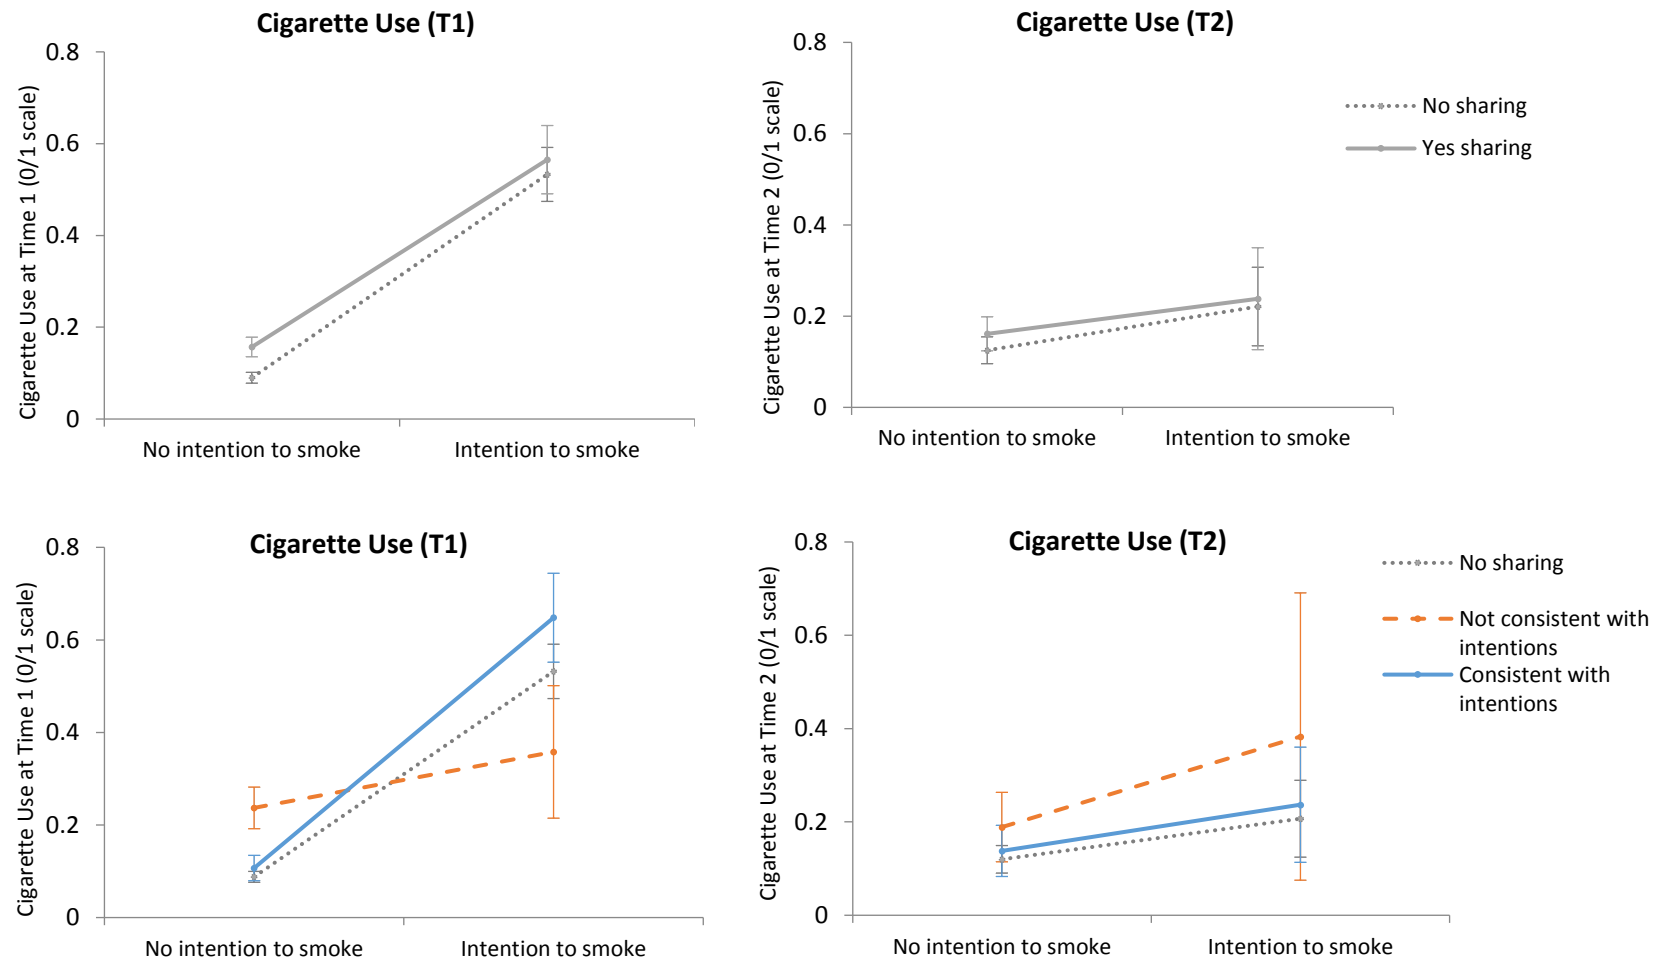 Cigarette Use (T1)
Cigarette Use at Time 1 (0/1 scale)
0.8
0.6
0.4
0.2
0
No intention to smoke
Intention to smoke
Cigarette Use (T2)
Cigarette Use at Time 2 (0/1 scale)
0.8
0.6
0.4
0.2
0
No intention to smoke
Intention to smoke
No sharing
Yes sharing
Cigarette Use (T1)
Cigarette Use at Time 1 (0/1 scale)
0.8
0.6
0.4
0.2
0
No intention to smoke
Intention to smoke
Cigarette Use (T2)
Cigarette Use at Time 2 (0/1 scale)
0.8
0.6
0.4
0.2
0
No intention to smoke
Intention to smoke
No sharing
Not consistent with
intentions
Consistent with
intentions